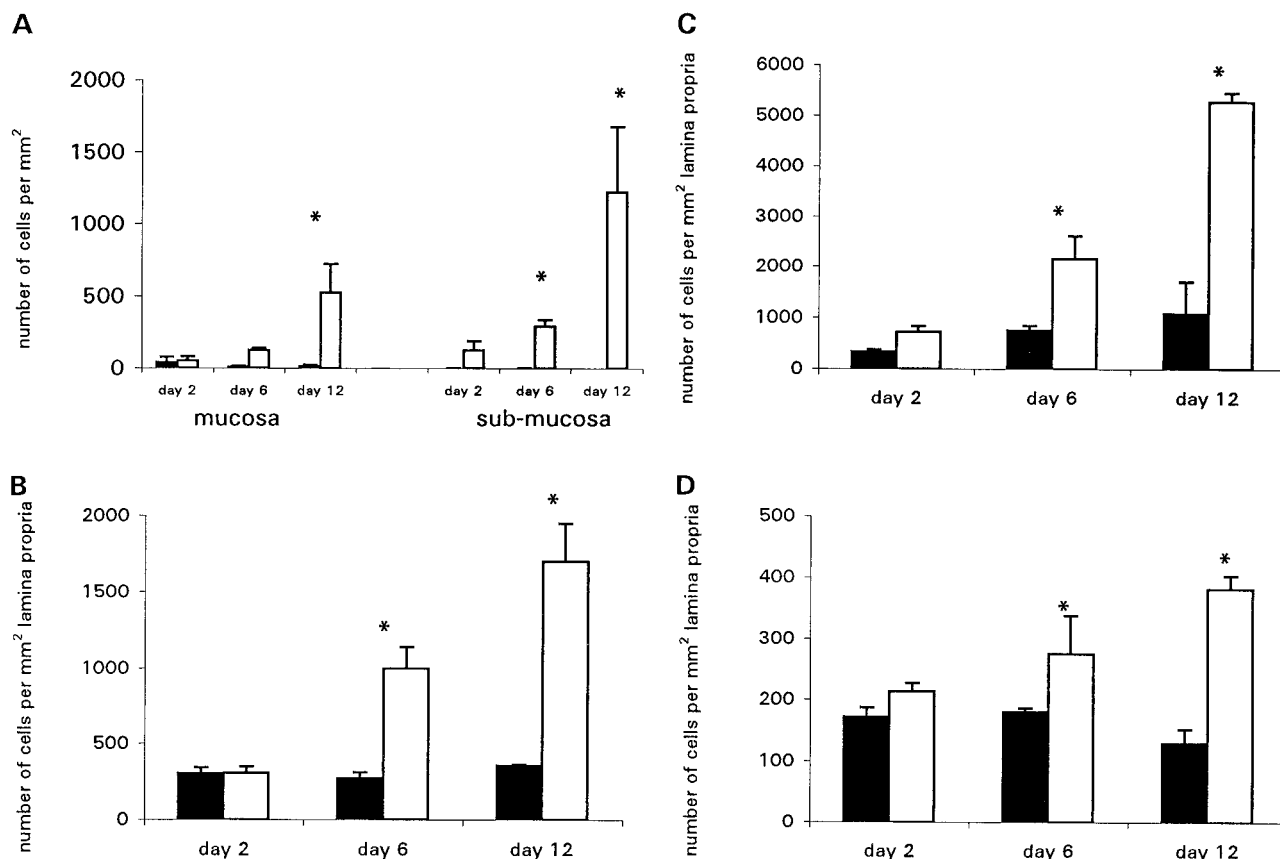 A
number of cells per mm²
2000
1500
1000
500
0
*
*
*
day 2 day 6 day 12 day 2 day 6 day 12
mucosa sub-mucosa
B
number of cells per mm² lamina propria
2000
1500
1000
500
0
*
*
day 2 day 6 day 12
C
number of cells per mm² lamina propria
6000
5000
4000
3000
2000
1000
0
*
*
day 2 day 6 day 12
D
number of cells per mm² lamina propria
500
400
300
200
100
0
*
*
day 2 day 6 day 12